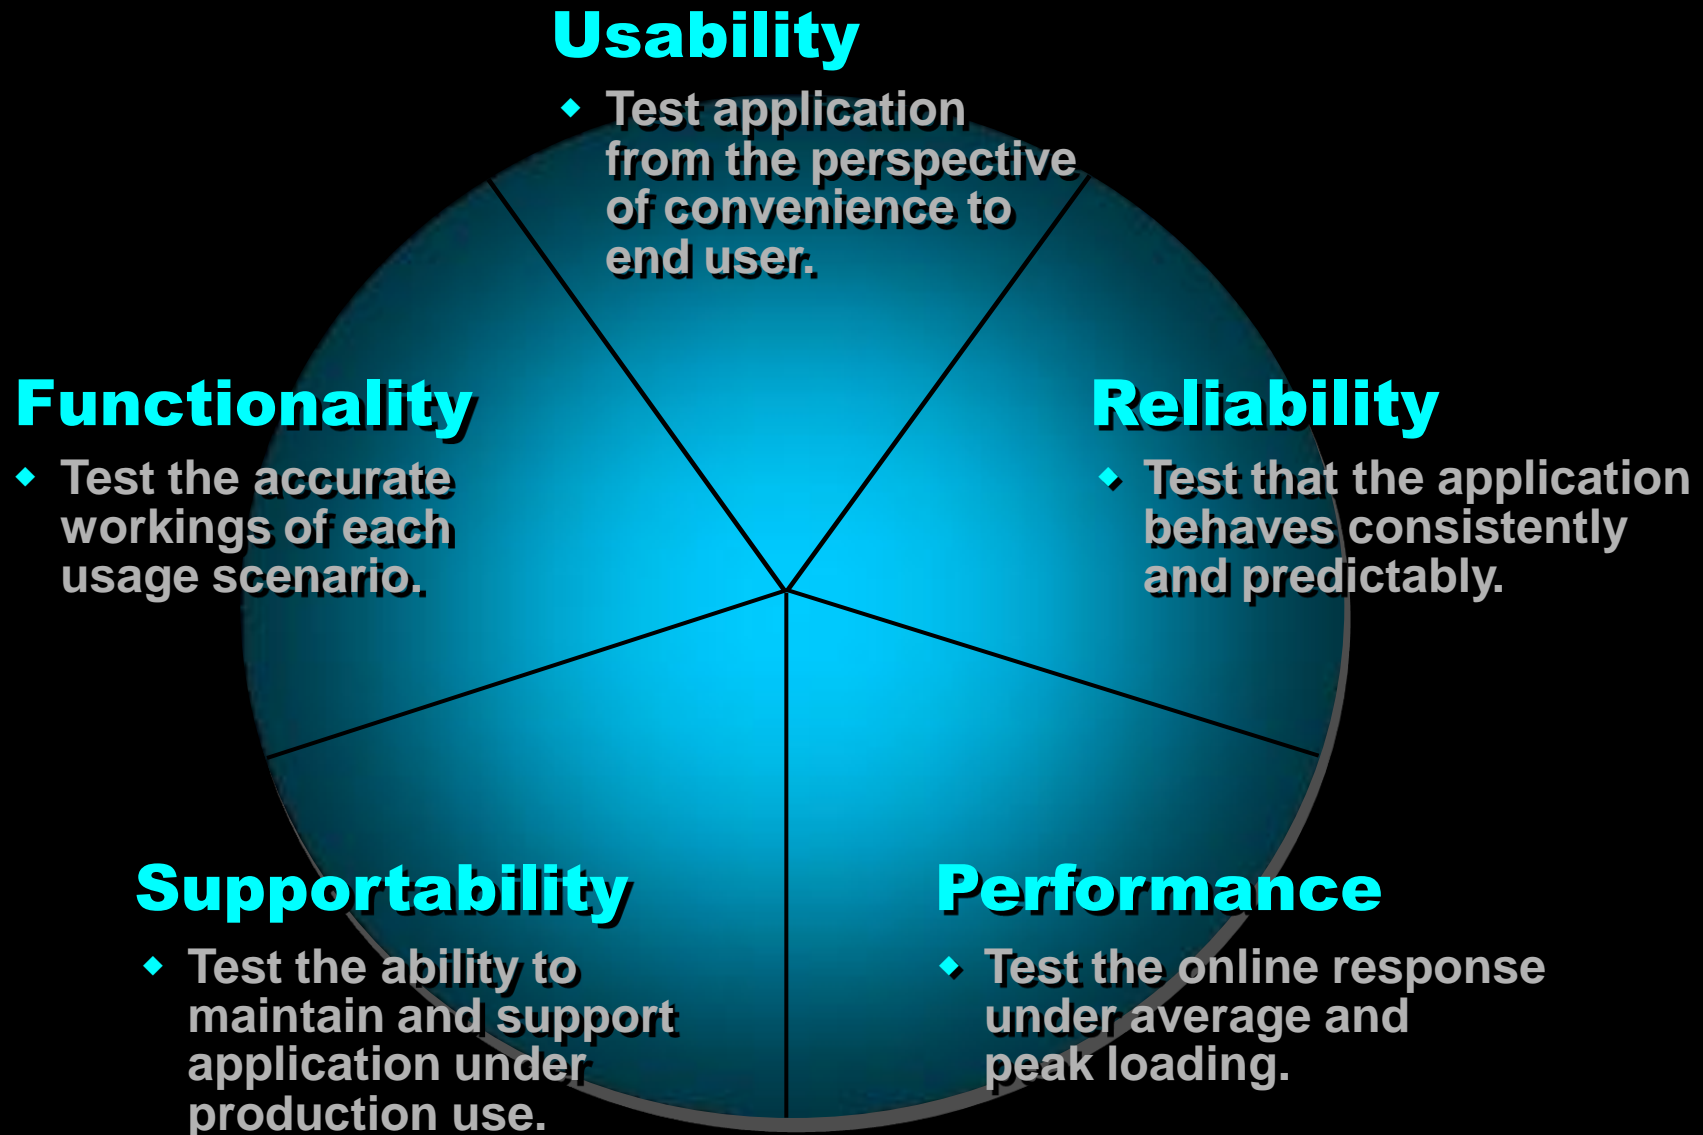 Usability
Test application
from the perspective
of convenience to
end user.
Functionality
Test the accurate
workings of each
usage scenario.
Reliability
Test that the application
behaves consistently
and predictably.
Supportability
Test the ability to
maintain and support
application under
production use.
Performance
Test the online response
under average and
peak loading.